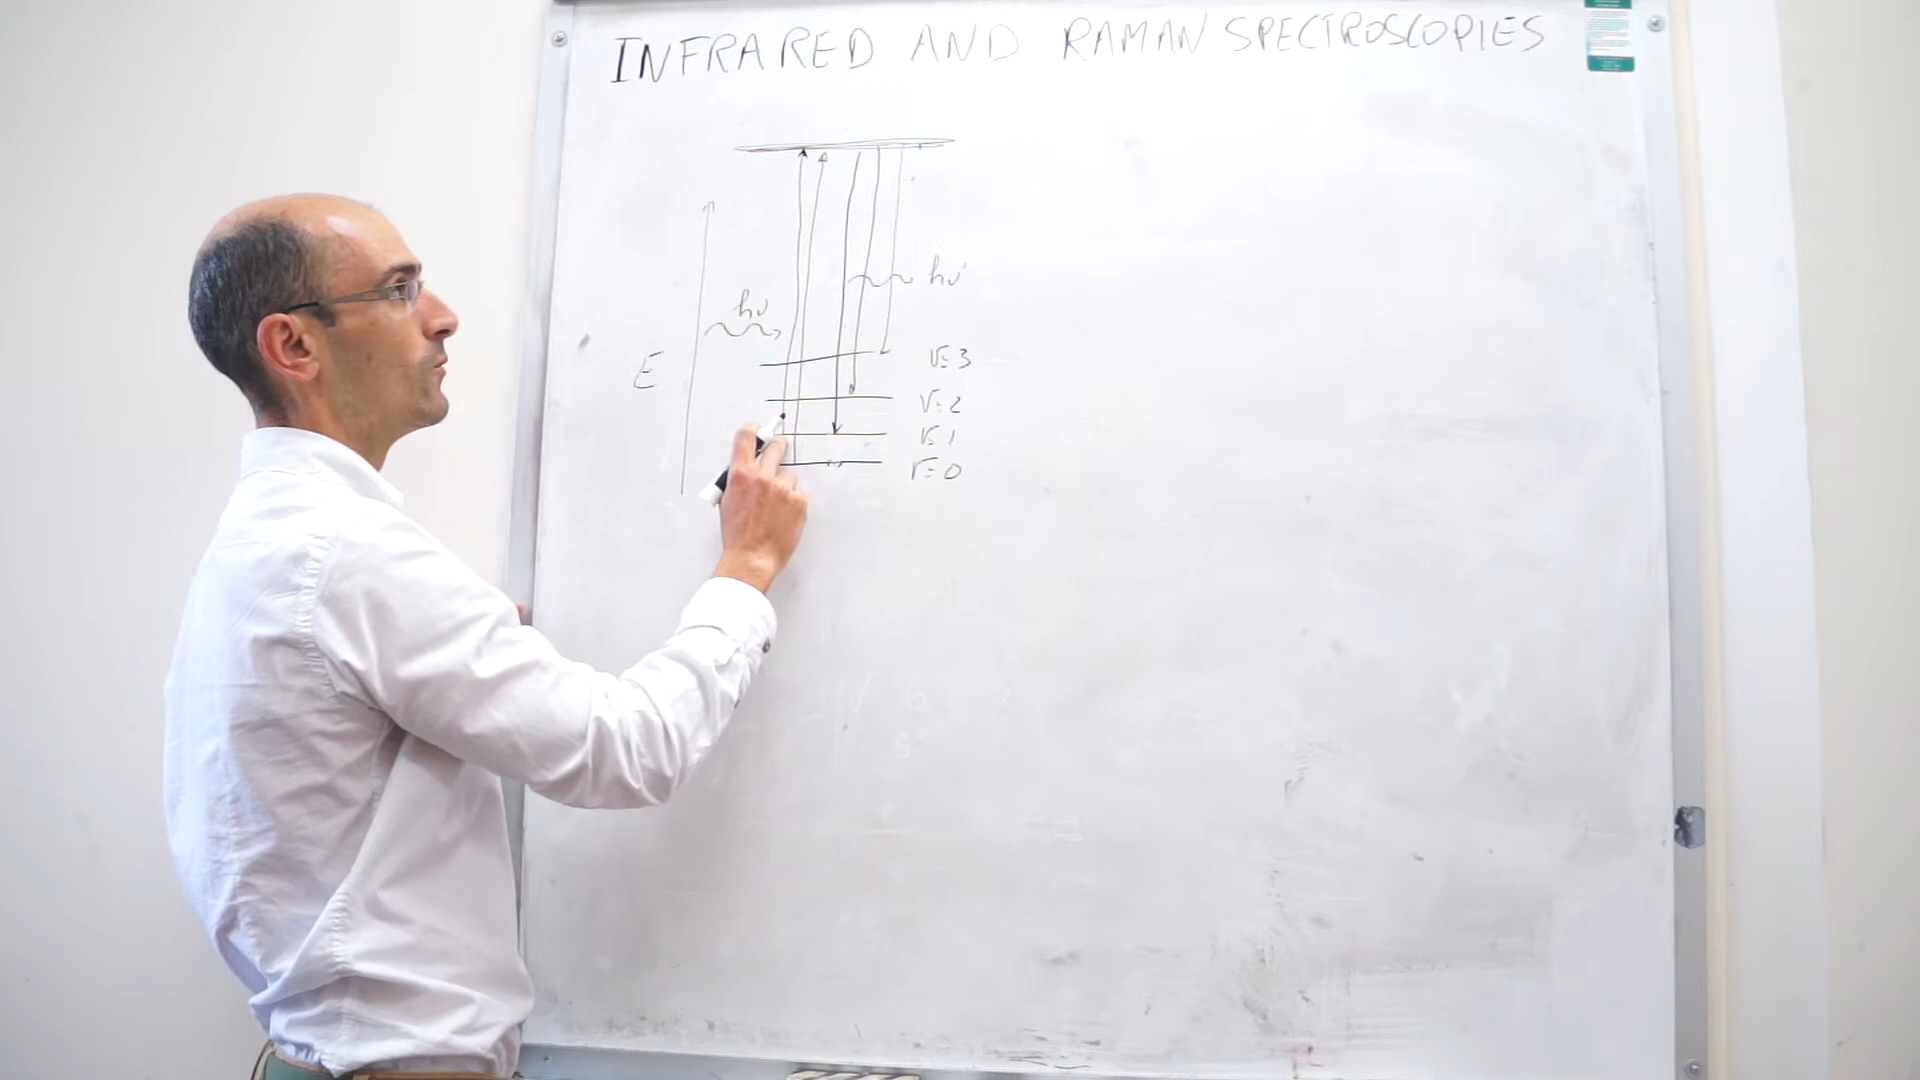 INFRARED AND RAMAN SPECTROSCOPIES
hν'
hν
E
v=3
v=2
v=1
v=0